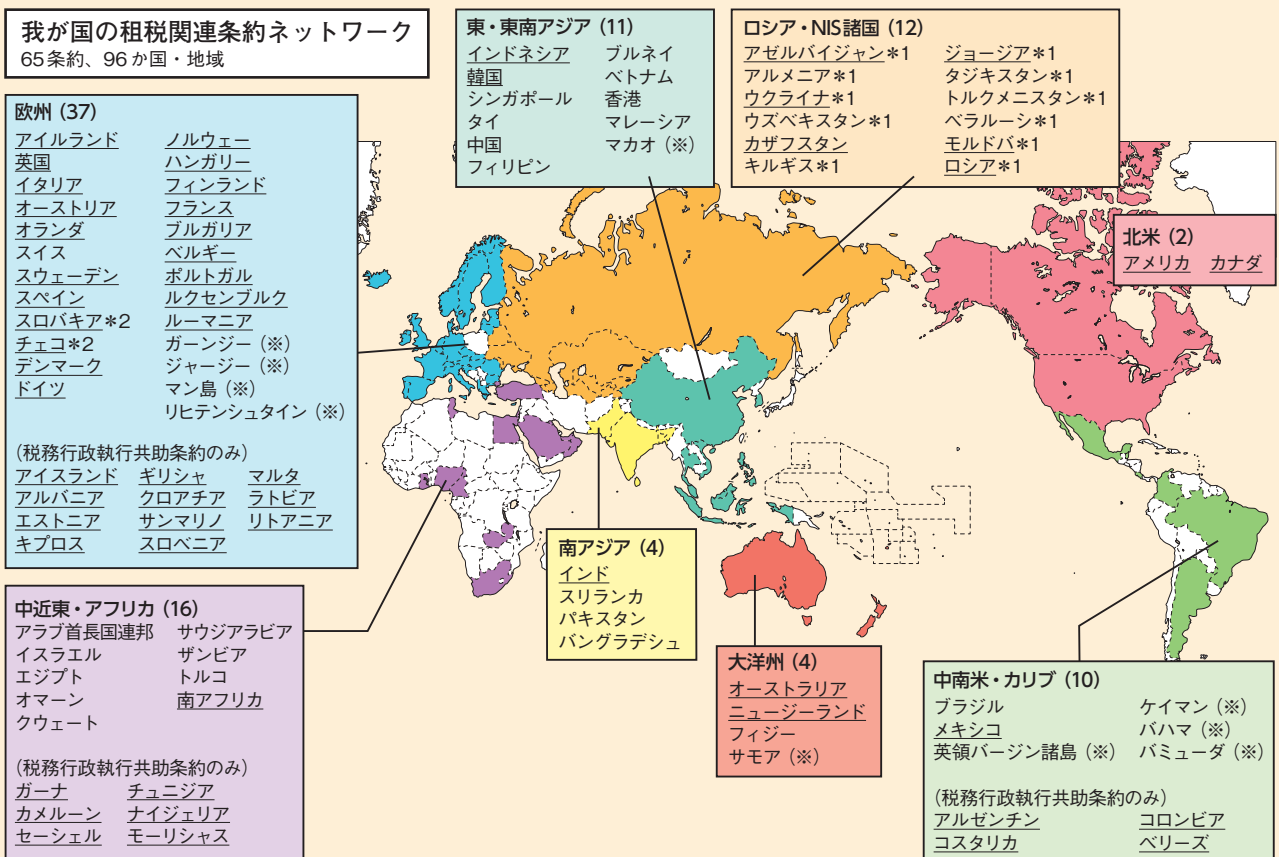 我が国の租税関連条約ネットワーク
65条約、96か国・地域
欧州 (37)
アイルランド ノルウェー
英国 ハンガリー
イタリア フィンランド
オーストリア フランス
オランダ ブルガリア
スイス ベルギー
スウェーデン ポルトガル
スペイン ルクセンブルク
スロバキア*2 ルーマニア
チェコ*2 ガーンジー (※)
デンマーク ジャージー (※)
ドイツ マン島 (※)
リヒテンシュタイン (※)
(税務行政執行共助条約のみ)
アイスランド ギリシャ マルタ
アルバニア クロアチア ラトビア
エストニア サンマリノ リトアニア
キプロス スロベニア
東・東南アジア (11)
インドネシア ブルネイ
韓国 ベトナム
シンガポール 香港
タイ マレーシア
中国 マカオ (※)
フィリピン
ロシア・NIS諸国 (12)
アゼルバイジャン*1 ジョージア*1
アルメニア*1 タジキスタン*1
ウクライナ*1 トルクメニスタン*1
ウズベキスタン*1 ベラルーシ*1
カザフスタン モルドバ*1
キルギス*1 ロシア*1
北米 (2)
アメリカ カナダ
中近東・アフリカ (16)
アラブ首長国連邦 サウジアラビア
イスラエル ザンビア
エジプト トルコ
オマーン 南アフリカ
クウェート
(税務行政執行共助条約のみ)
ガーナ チュニジア
カメルーン ナイジェリア
セーシェル モーリシャス
南アジア (4)
インド
スリランカ
パキスタン
バングラデシュ
大洋州 (4)
オーストラリア
ニュージーランド
フィジー
サモア (※)
中南米・カリブ (10)
ブラジル ケイマン (※)
メキシコ バハマ (※)
英領バージン諸島 (※) バミューダ (※)
(税務行政執行共助条約のみ)
アルゼンチン コロンビア
コスタリカ ベリーズ